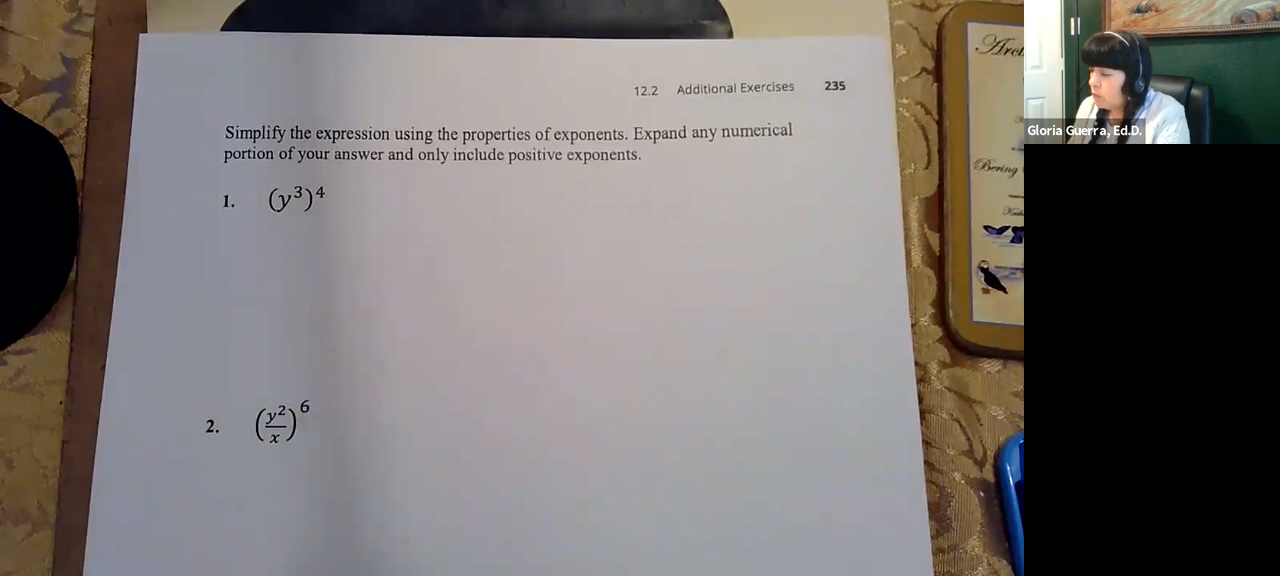 12.2 Additional Exercises 235
Simplify the expression using the properties of exponents. Expand any numerical
portion of your answer and only include positive exponents.
1. (y³)⁴
2. (y²/x)⁶
Gloria Guerra, Ed.D.
Bering